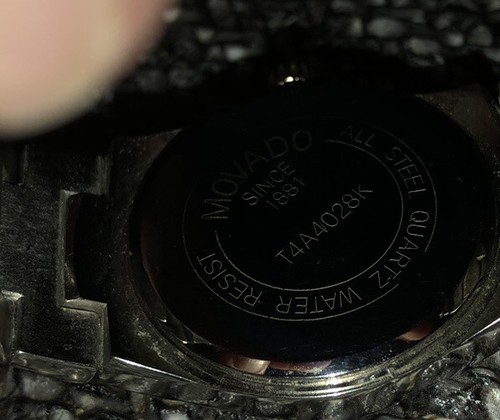 MOVADO
SINCE
1881
T4A4028K
ALL STEEL QUARTZ WATER RESIST